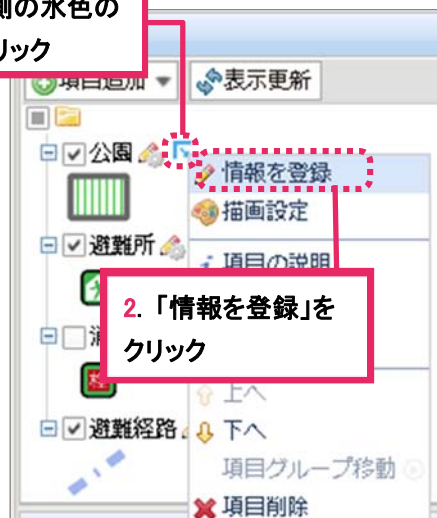 側の水色の
リック
項目追加
表示更新
公園
情報を登録
描画設定
避難所
項目の説明
2. 「情報を登録」を
クリック
上へ
避難経路
下へ
項目グループ移動
項目削除